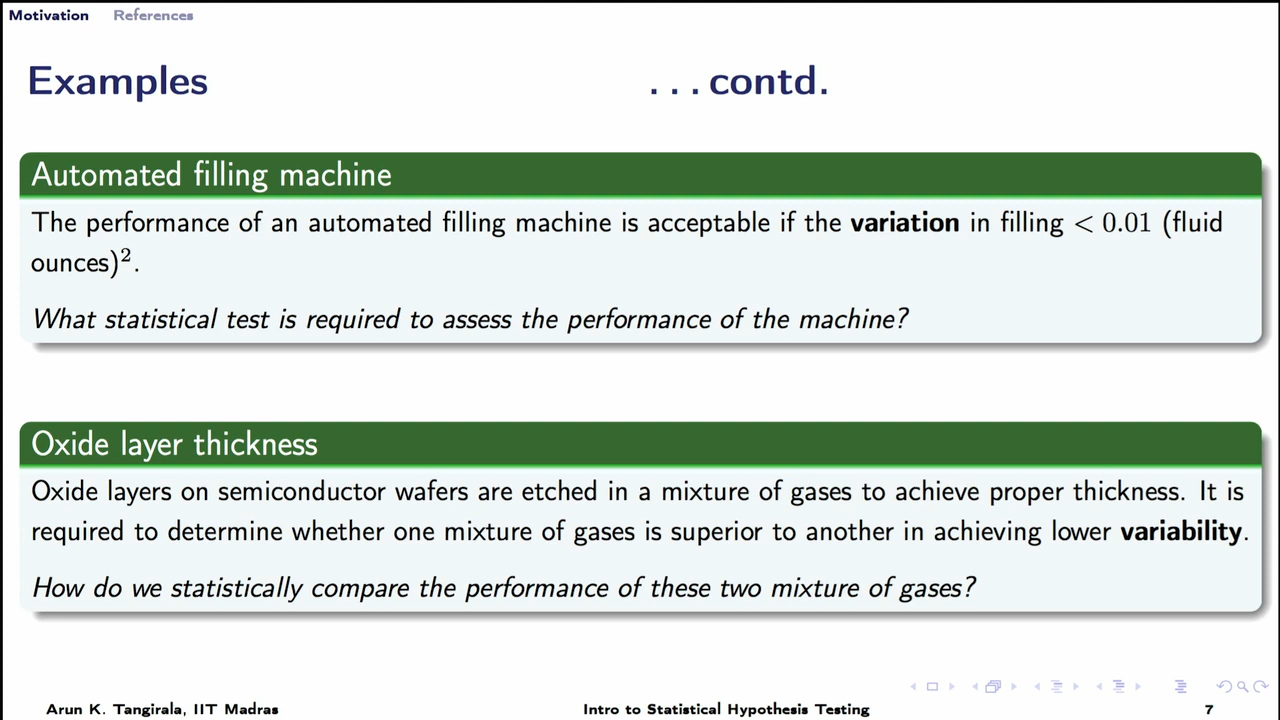 Motivation References
Examples ...contd.
Automated filling machine
The performance of an automated filling machine is acceptable if the variation in filling < 0.01 (fluid
ounces)².
What statistical test is required to assess the performance of the machine?
Oxide layer thickness
Oxide layers on semiconductor wafers are etched in a mixture of gases to achieve proper thickness. It is
required to determine whether one mixture of gases is superior to another in achieving lower variability.
How do we statistically compare the performance of these two mixture of gases?
Arun K. Tangirala, IIT Madras Intro to Statistical Hypothesis Testing 7